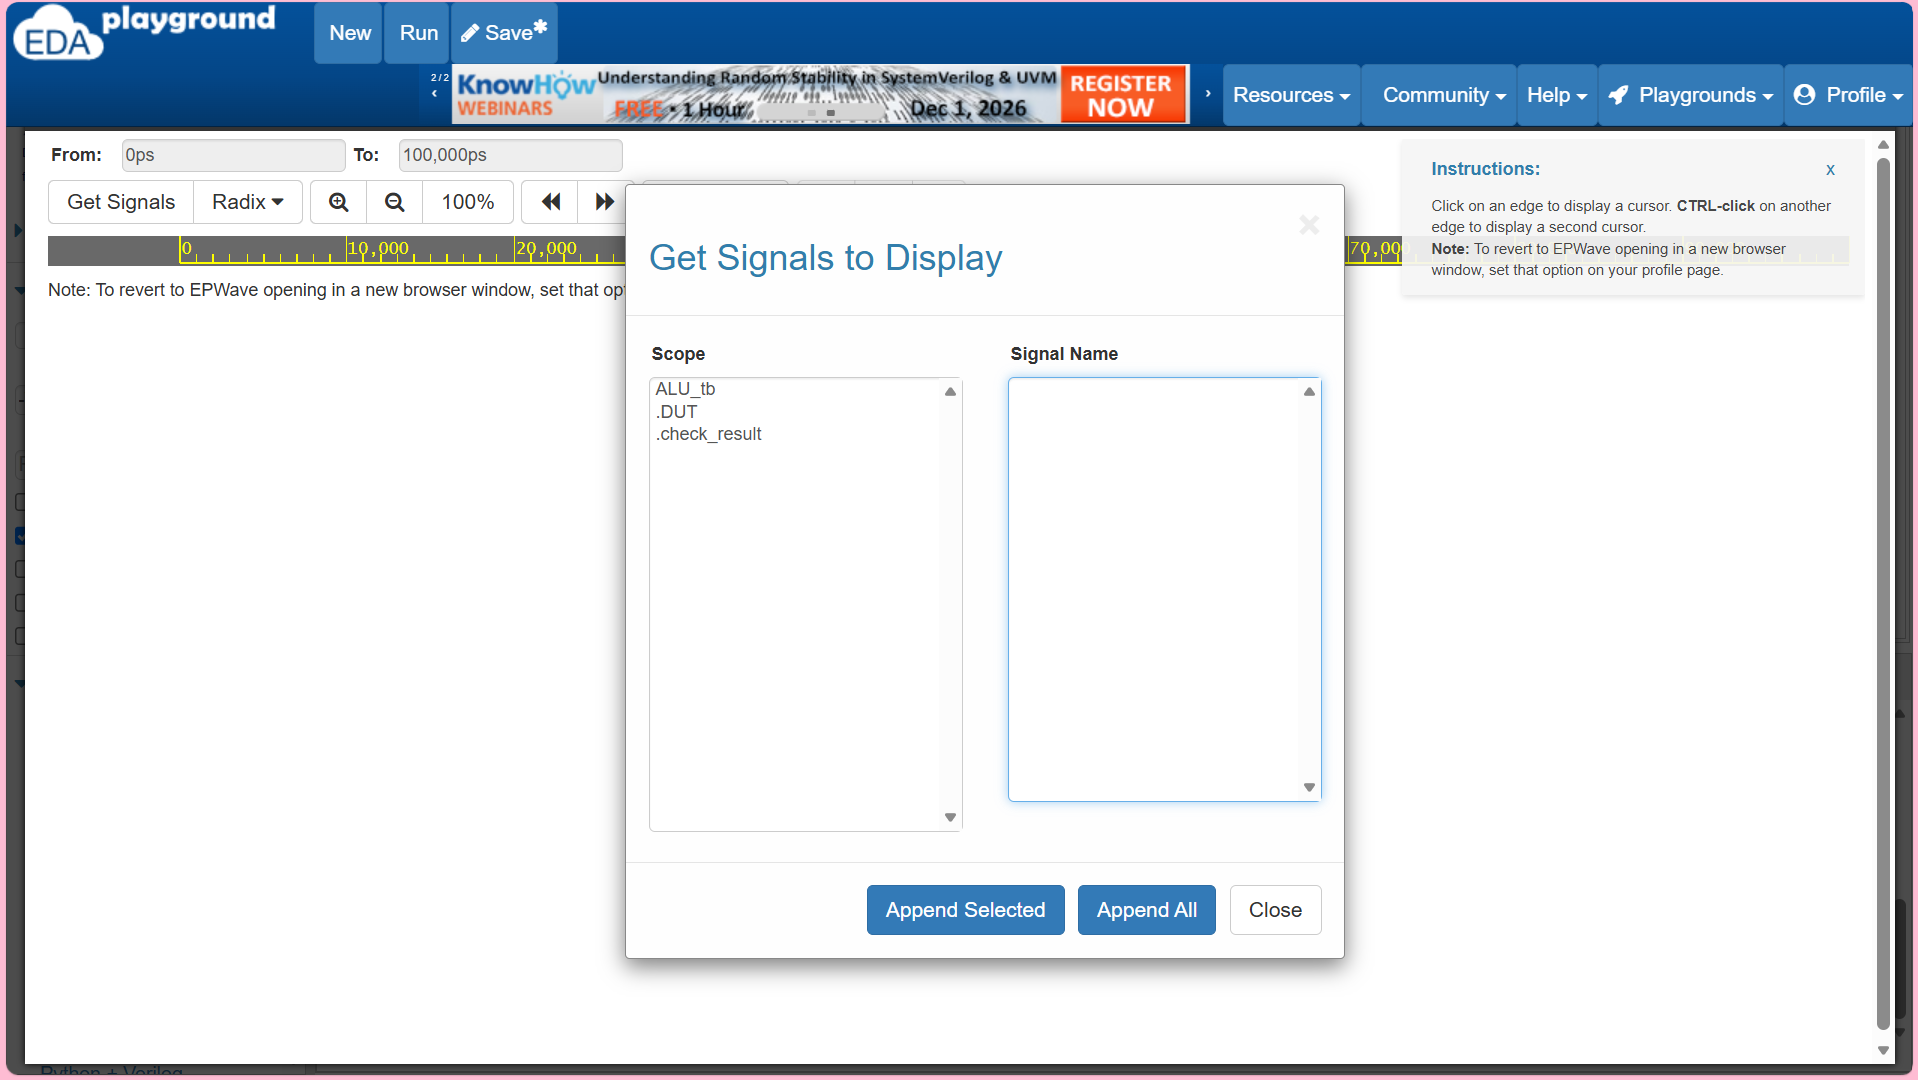 EDA playground
New
Run
Save*
2/2
KnowHow WEBINARS
Understanding Random Stability in SystemVerilog & UVM
FREE • 1 Hour
Dec 1, 2026
REGISTER NOW
Resources
Community
Help
Playgrounds
Profile
From:
0ps
To:
100,000ps
Get Signals
Radix
100%
0
10,000
20,000
70,000
Note: To revert to EPWave opening in a new browser window, set that opt
Instructions:
x
Click on an edge to display a cursor. CTRL-click on another
edge to display a second cursor.
Note: To revert to EPWave opening in a new browser
window, set that option on your profile page.
Get Signals to Display
×
Scope
Signal Name
ALU_tb
.DUT
.check_result
Append Selected
Append All
Close
Python + Verilog